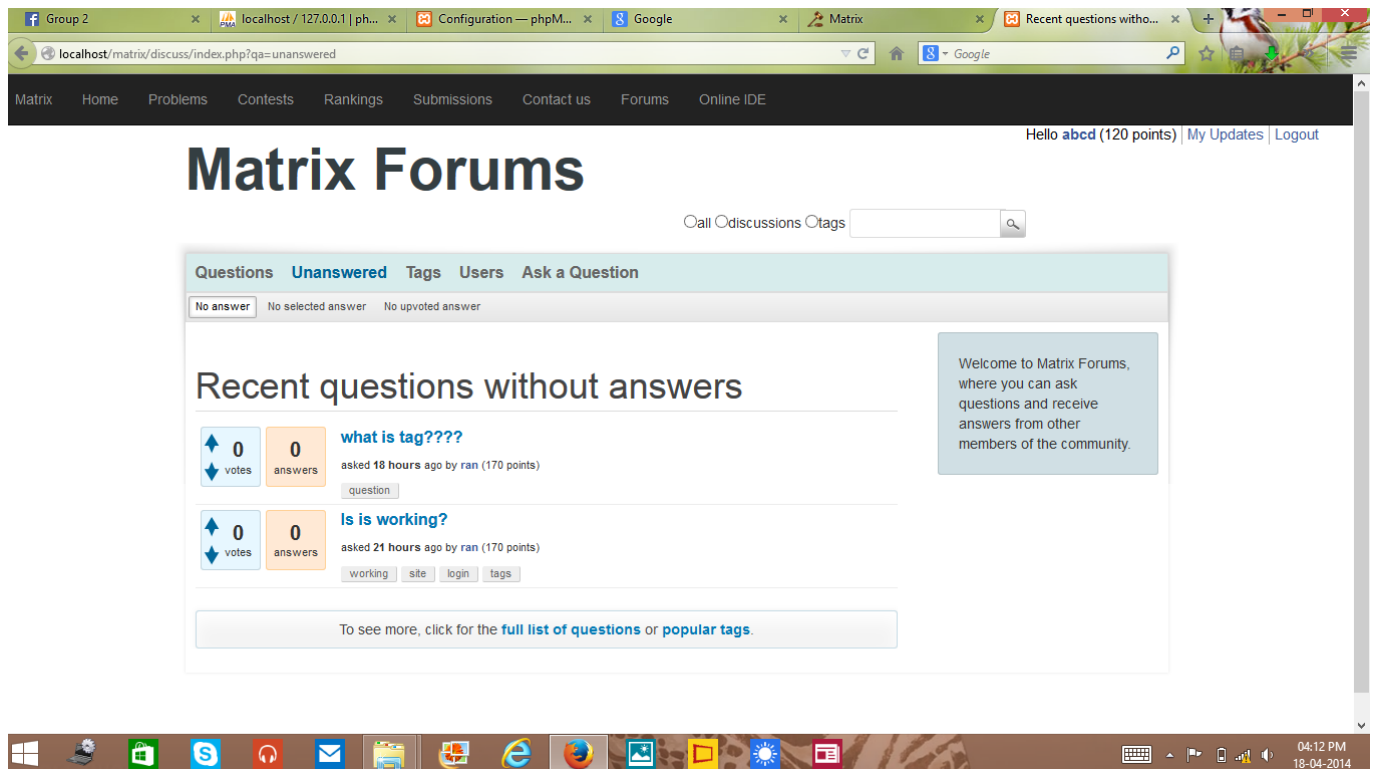 Group 2
localhost / 127.0.0.1 | ph...
Configuration — phpM...
Google
Matrix
Recent questions witho...
localhost/matrix/discuss/index.php?qa=unanswered
Google
Matrix Home Problems Contests Rankings Submissions Contact us Forums Online IDE
Hello abcd (120 points) My Updates Logout
Matrix Forums
all discussions tags
Questions Unanswered Tags Users Ask a Question
No answer No selected answer No upvoted answer
Recent questions without answers
0 votes
0 answers
what is tag????
asked 18 hours ago by ran (170 points)
question
0 votes
0 answers
Is is working?
asked 21 hours ago by ran (170 points)
working site login tags
To see more, click for the full list of questions or popular tags.
Welcome to Matrix Forums,
where you can ask
questions and receive
answers from other
members of the community.
04:12 PM
18-04-2014